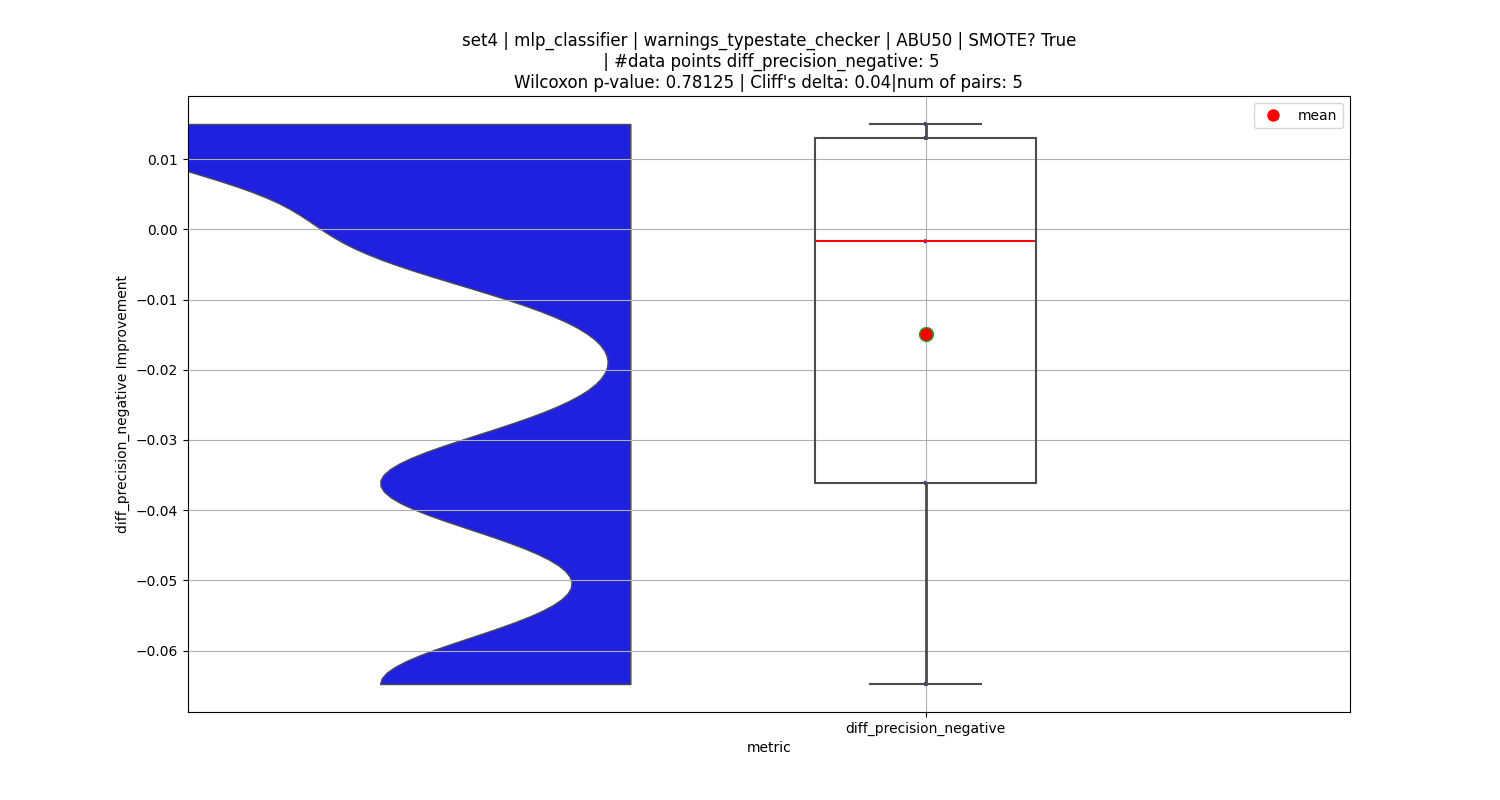 set4 | mlp_classifier | warnings_typestate_checker | ABU50 | SMOTE? True
| #data points diff_precision_negative: 5
Wilcoxon p-value: 0.78125 | Cliff's delta: 0.04|num of pairs: 5
mean
0.01
0.00
−0.01
−0.02
−0.03
−0.04
−0.05
−0.06
diff_precision_negative Improvement
diff_precision_negative
metric